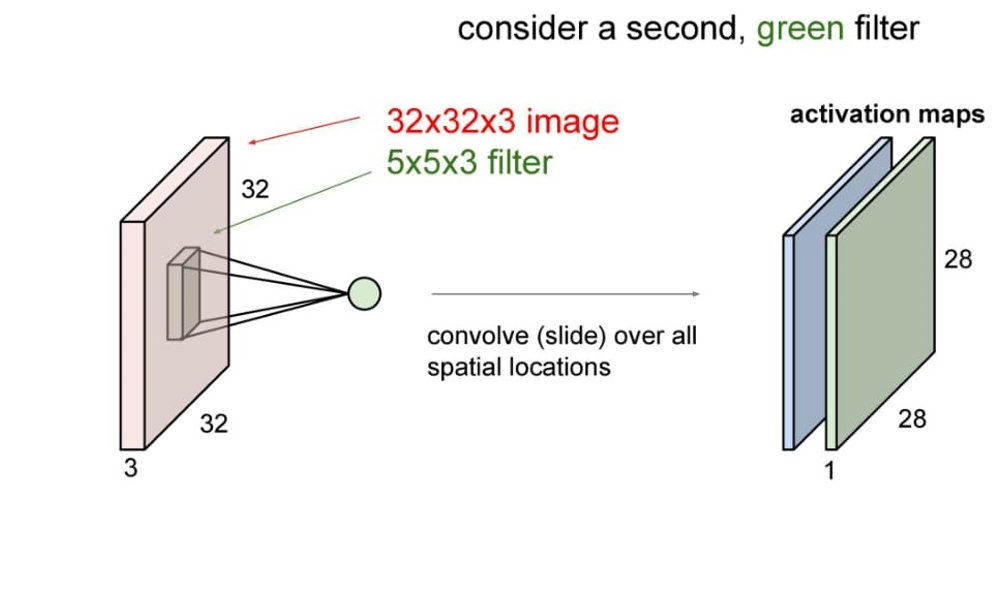 consider a second, green filter
activation maps
32x32x3 image
5x5x3 filter
32
28
convolve (slide) over all
spatial locations
32
28
3
1